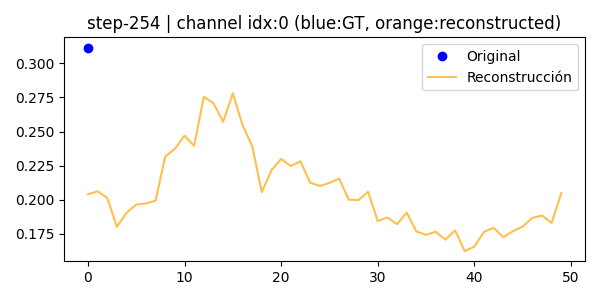 step-254 | channel idx:0 (blue:GT, orange:reconstructed)
Original
Reconstrucción
0.300
0.275
0.250
0.225
0.200
0.175
0 10 20 30 40 50